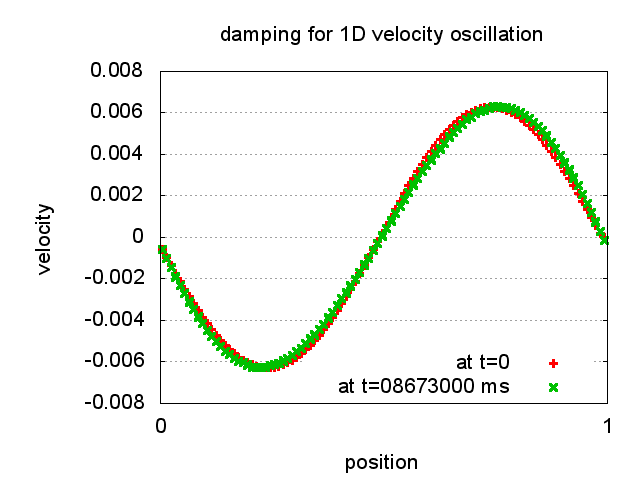 damping for 1D velocity oscillation
0.008
0.006
0.004
0.002
0
-0.002
-0.004
-0.006
-0.008
velocity
at t=0
at t=08673000 ms
0
1
position